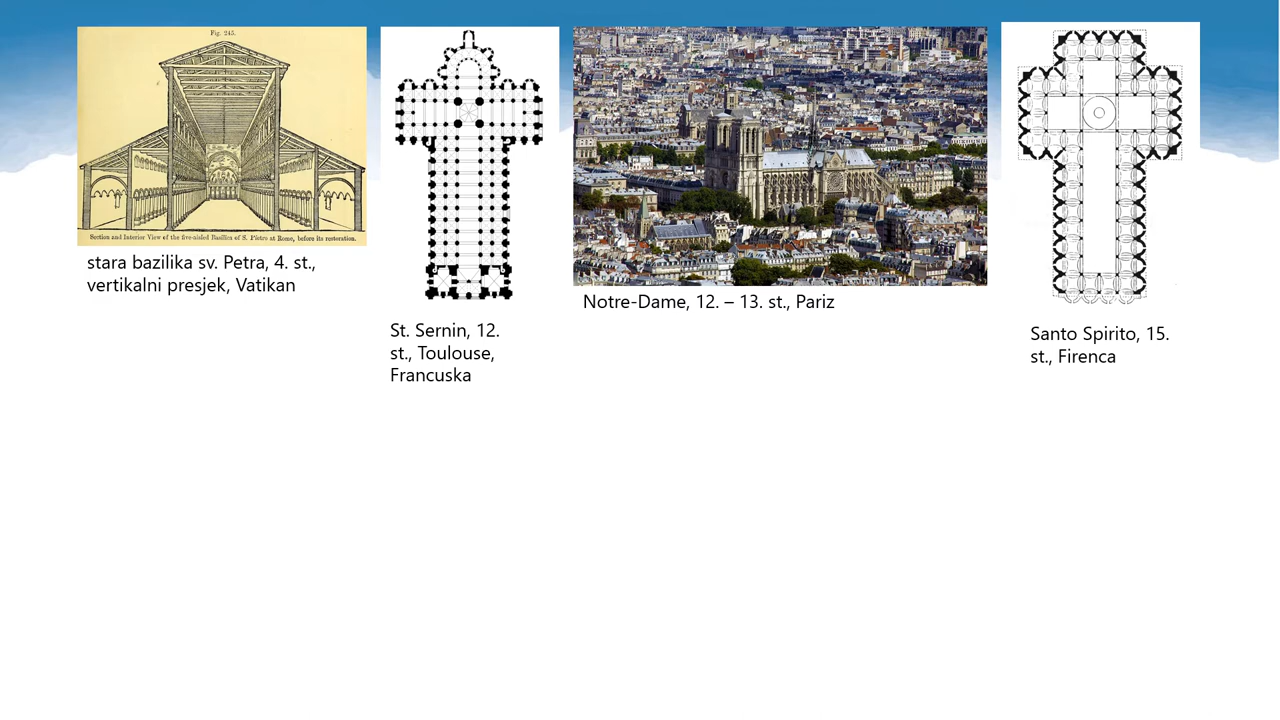 Fig. 245.
Section and Interior View of the five-aisled Basilica of S. Pietro at Rome, before its restoration.
stara bazilika sv. Petra, 4. st.,
vertikalni presjek, Vatikan
St. Sernin, 12.
st., Toulouse,
Francuska
Notre-Dame, 12. – 13. st., Pariz
Santo Spirito, 15.
st., Firenca